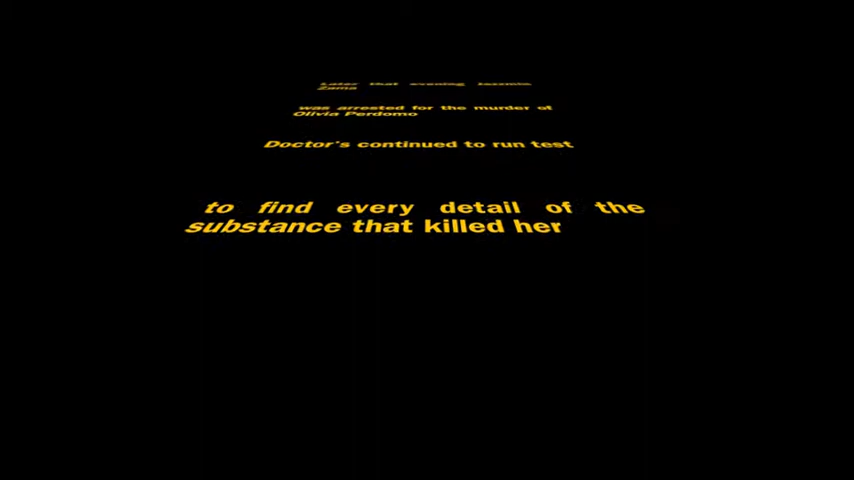 Later that evening
Zama
was arrested for the murder of
Olivia Perdomo
Doctor's continued to run test
to find every detail of the
substance that killed her